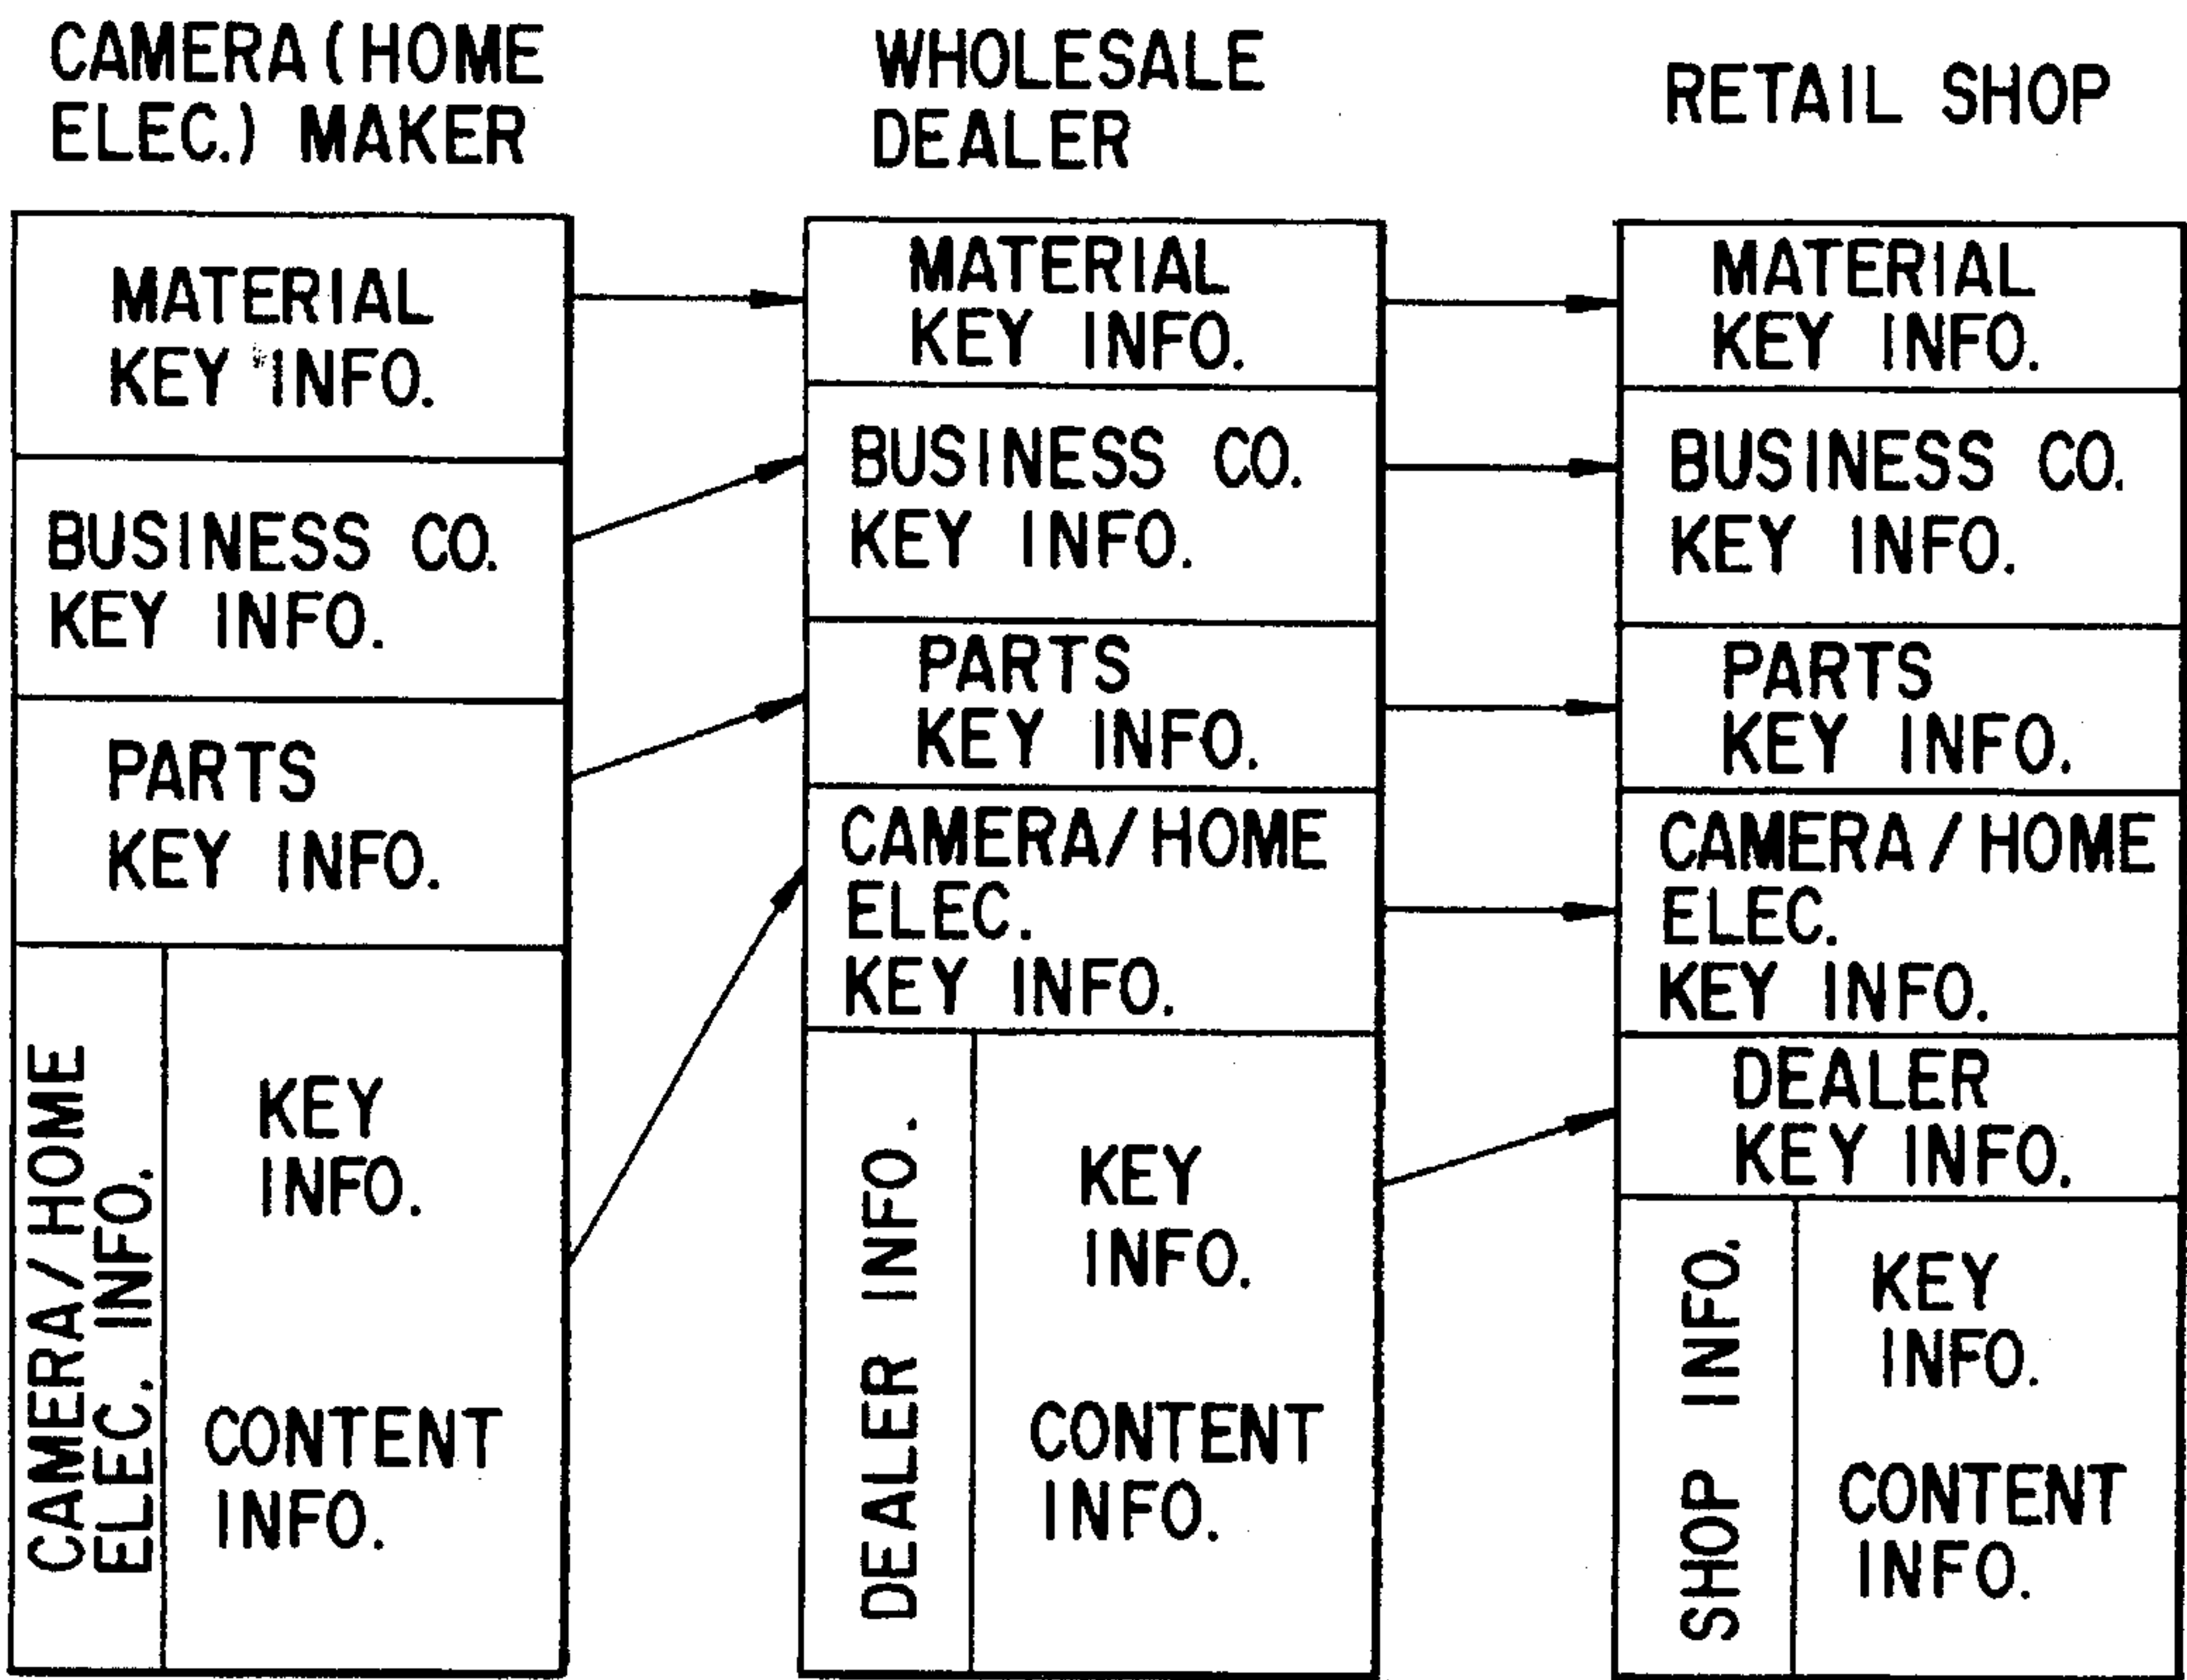 CAMERA (HOME
ELEC.) MAKER
MATERIAL
KEY INFO.
BUSINESS CO.
KEY INFO.
PARTS
KEY INFO.
CAMERA/HOME
ELEC. INFO.
KEY
INFO.
CONTENT
INFO.
WHOLESALE
DEALER
MATERIAL
KEY INFO.
BUSINESS CO.
KEY INFO.
PARTS
KEY INFO.
CAMERA/HOME
ELEC.
KEY INFO.
DEALER INFO.
KEY
INFO.
CONTENT
INFO.
RETAIL SHOP
MATERIAL
KEY INFO.
BUSINESS CO.
KEY INFO.
PARTS
KEY INFO.
CAMERA/HOME
ELEC.
KEY INFO.
DEALER
KEY INFO.
SHOP INFO.
KEY
INFO.
CONTENT
INFO.